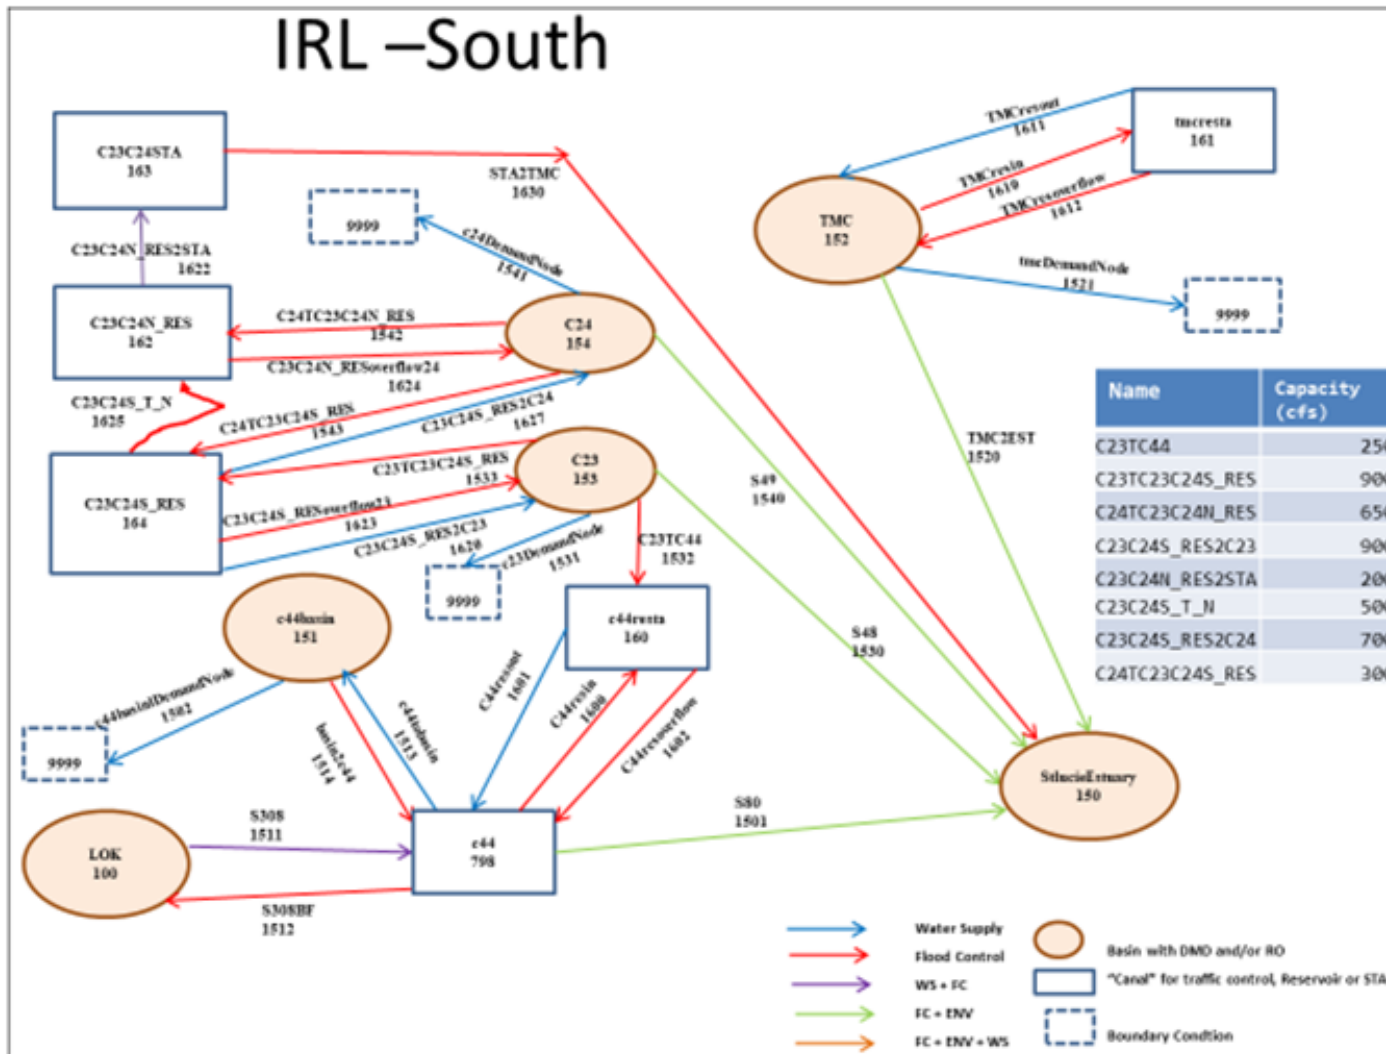 IRL –South
C23C24STA
163
STA2TMC
1630
9999
c24DemandNode
1541
C23C24N_RES2STA
1622
C23C24N_RES
162
C24TC23C24N_RES
1542
C23C24N_RESoverflow24
1624
C24
154
C23C24S_T_N
1625
C24TC23C24S_RES
1543
C23C24S_RES2C24
1627
C23TC23C24S_RES
1533
C23
153
C23C24S_RES
164
C23C24S_RESoverflow23
1623
C23C24S_RES2C23
1620
c23DemandNode
1531
9999
C23TC44
1532
TMCresout
1611
tmcresta
161
TMCresin
1610
TMCresoverflow
1612
TMC
152
tmcDemandNode
1521
9999
TMC2EST
1520
S49
1540
S48
1530
Name
Capacity
(cfs)
C23TC44
C23TC23C24S_RES
C24TC23C24N_RES
C23C24S_RES2C23
C23C24N_RES2STA
C23C24S_T_N
C23C24S_RES2C24
C24TC23C24S_RES
c44basin
151
c44basinlDemandNode
1502
9999
basin2c44
1514
c44tobasin
1513
c44resta
160
C44resout
1601
C44resin
1600
C44resoverflow
1602
LOK
100
S308
1511
S308BF
1512
c44
798
S80
1501
StlucieEstuary
150
Water Supply
Flood Control
WS + FC
FC + ENV
FC + ENV + WS
Basin with DMD and/or RO
"Canal" for traffic control, Reservoir or STA
Boundary Condtion